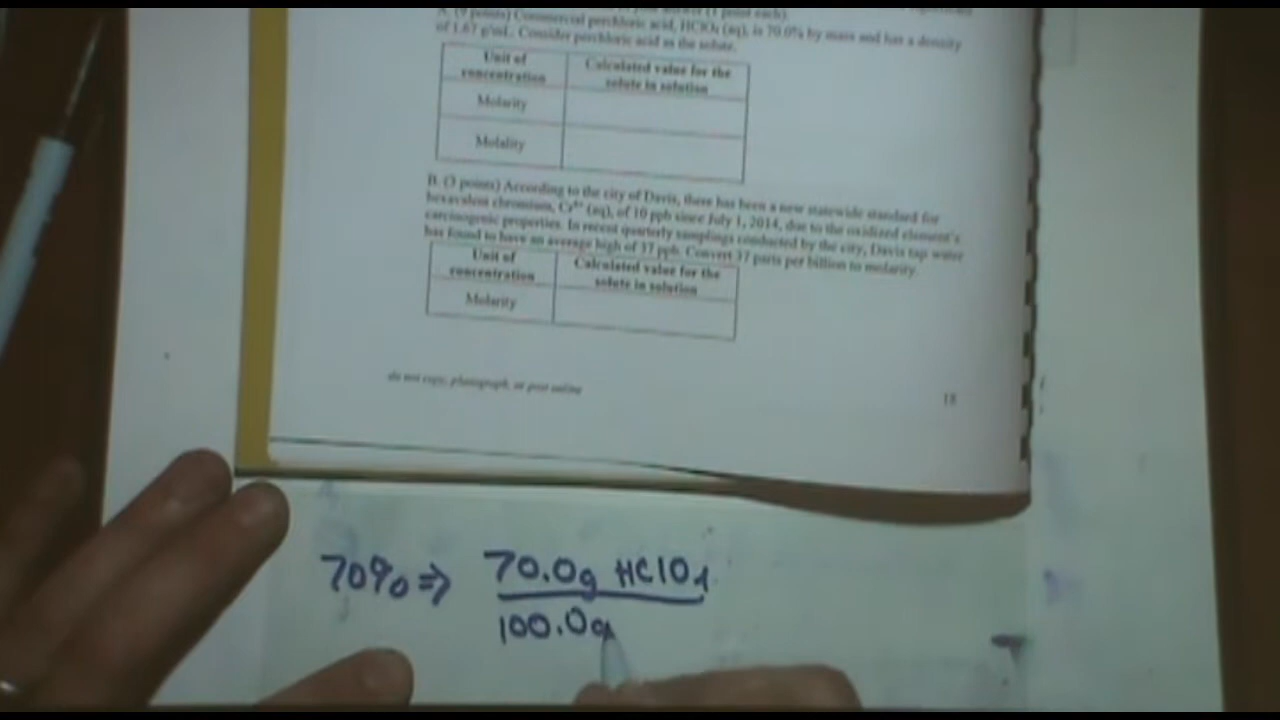 (1 point each).
A. (9 points) Commercial perchloric acid, HClO₄ (aq), is 70.0% by mass and has a density
of 1.67 g/mL. Consider perchloric acid as the solute.
Unit of concentration
Calculated value for the solute in solution
Molarity
Molality
B. (3 points) According to the city of Davis, there has been a new statewide standard for
hexavalent chromium, Cr⁶⁺ (aq), of 10 ppb since July 1, 2014, due to the oxidized element's
carcinogenic properties. In recent quarterly samplings conducted by the city, Davis tap water
has found to have an average high of 37 ppb. Convert 37 parts per billion to molarity.
Unit of concentration
Calculated value for the solute in solution
Molarity
do not copy, photograph, or post online
18
70% ⇒ 70.0g HClO4
100.0g